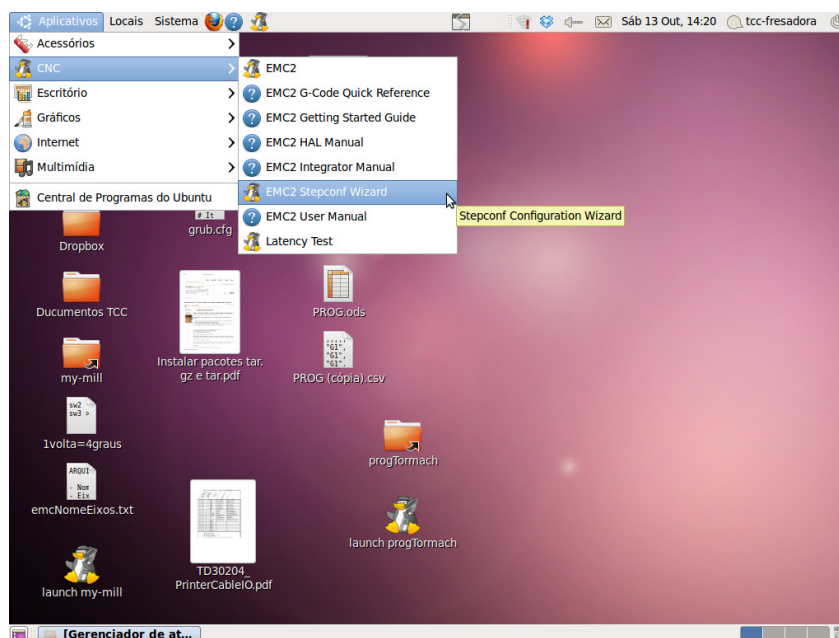 Aplicativos Locais Sistema Sáb 13 Out, 14:20 tcc-fresadora
Acessórios
CNC
Escritório
Gráficos
Internet
Multimídia
Central de Programas do Ubuntu
EMC2
EMC2 G-Code Quick Reference
EMC2 Getting Started Guide
EMC2 HAL Manual
EMC2 Integrator Manual
EMC2 Stepconf Wizard
EMC2 User Manual
Latency Test
Stepconf Configuration Wizard
# It
grub.cfg
Dropbox
Ducumentos TCC
Instalar pacotes tar.
gz e tar.pdf
PROG.ods
"G1",
"G1",
"G1",
PROG (cópia).csv
my-mill
sw2
sw3 >
1volta=4graus
progTormach
ARQUI
- Nom
- Eix
emcNomeEixos.txt
launch progTormach
TD30204_
PrinterCableIO.pdf
launch my-mill
[Gerenciador de at...